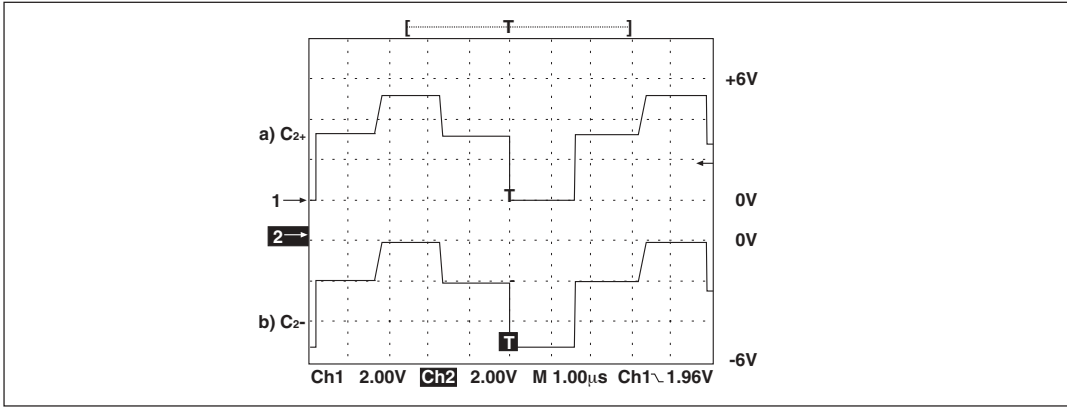 [ T ]
+6V
a) C2+
T
1
0V
2
0V
b) C2-
T
-6V
Ch1 2.00V Ch2 2.00V M 1.00µs Ch1 1.96V